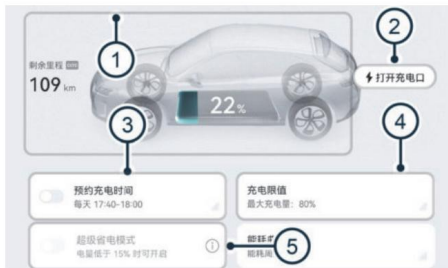 ①
②
剩余里程
109 km
打开充电口
22%
③
④
预约充电时间
每天 17:40-18:00
充电限值
最大充电量：80%
超级省电模式
电量低于 15% 时可开启
⑤
能耗
能耗